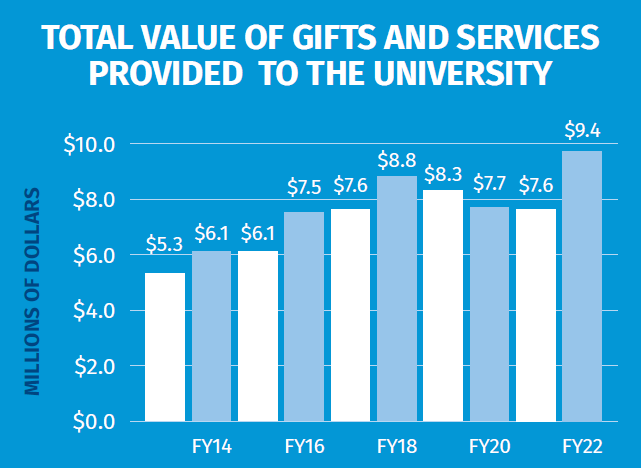 TOTAL VALUE OF GIFTS AND SERVICES
PROVIDED TO THE UNIVERSITY
MILLIONS OF DOLLARS
$10.0
$8.0
$6.0
$4.0
$2.0
$0.0
$5.3
$6.1
$6.1
$7.5
$7.6
$8.8
$8.3
$7.7
$7.6
$9.4
FY14
FY16
FY18
FY20
FY22